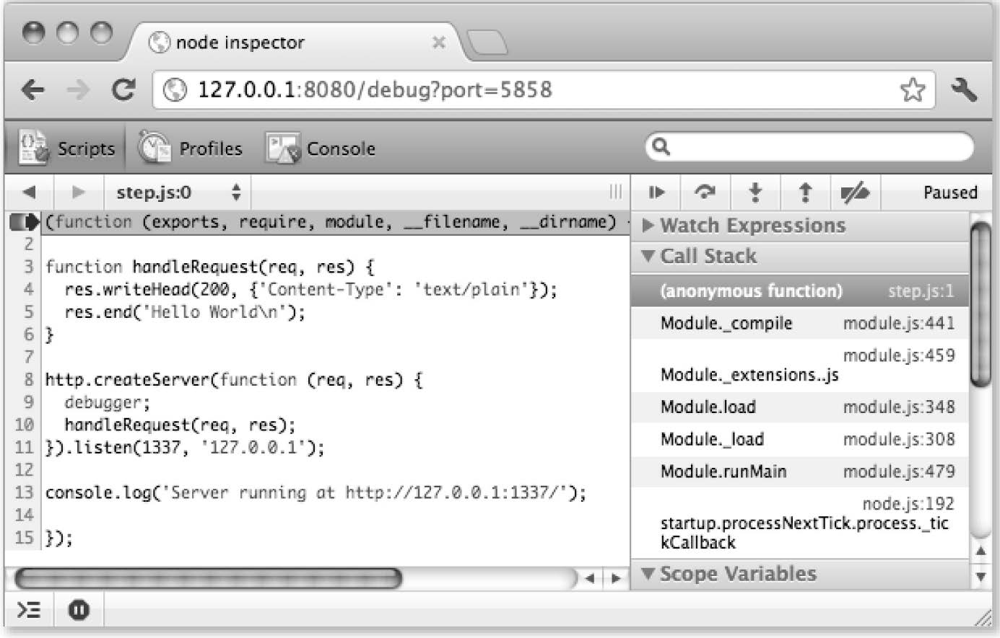 node inspector
127.0.0.1:8080/debug?port=5858
Scripts Profiles Console
step.js:0 Paused
(function (exports, require, module, __filename, __dirname)
2
3 function handleRequest(req, res) {
4 res.writeHead(200, {'Content-Type': 'text/plain'});
5 res.end('Hello World\n');
6 }
7
8 http.createServer(function (req, res) {
9 debugger;
10 handleRequest(req, res);
11 }).listen(1337, '127.0.0.1');
12
13 console.log('Server running at http://127.0.0.1:1337/');
14
15 });
Watch Expressions
Call Stack
(anonymous function) step.js:1
Module._compile module.js:441
module.js:459
Module._extensions..js
Module.load module.js:348
Module._load module.js:308
Module.runMain module.js:479
node.js:192
startup.processNextTick.process._tic
kCallback
Scope Variables